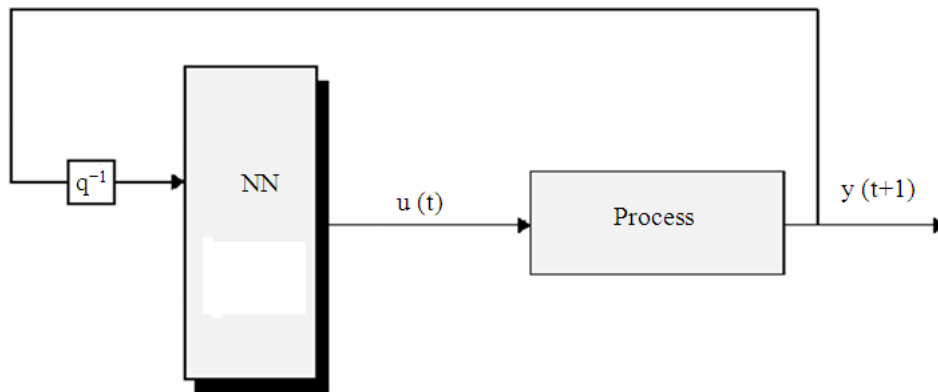 q⁻¹
NN
u (t)
Process
y (t+1)